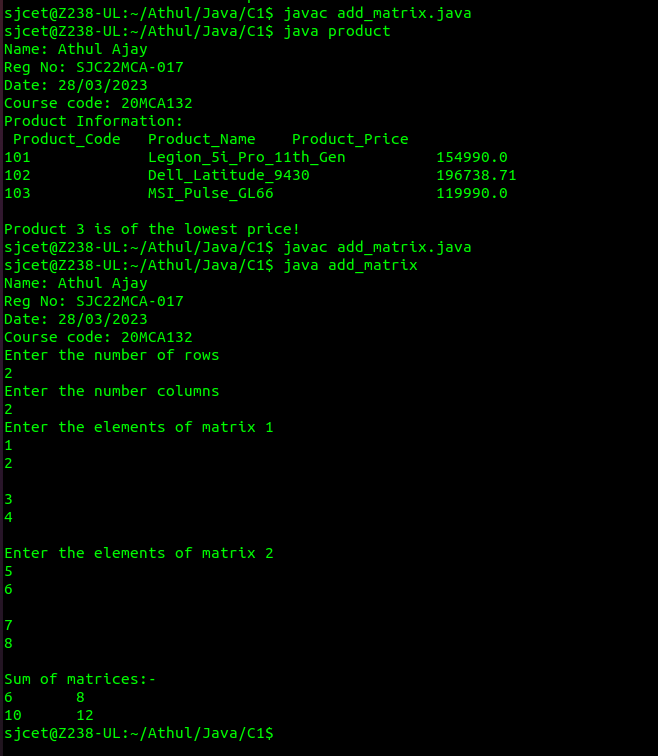 sjcet@Z238-UL:~/Athul/Java/C1$ javac add_matrix.java
sjcet@Z238-UL:~/Athul/Java/C1$ java product
Name: Athul Ajay
Reg No: SJC22MCA-017
Date: 28/03/2023
Course code: 20MCA132
Product Information:
Product_Code Product_Name Product_Price
101 Legion_5i_Pro_11th_Gen 154990.0
102 Dell_Latitude_9430 196738.71
103 MSI_Pulse_GL66 119990.0
Product 3 is of the lowest price!
sjcet@Z238-UL:~/Athul/Java/C1$ javac add_matrix.java
sjcet@Z238-UL:~/Athul/Java/C1$ java add_matrix
Name: Athul Ajay
Reg No: SJC22MCA-017
Date: 28/03/2023
Course code: 20MCA132
Enter the number of rows
2
Enter the number columns
2
Enter the elements of matrix 1
1
2
3
4
Enter the elements of matrix 2
5
6
7
8
Sum of matrices:-
6 8
10 12
sjcet@Z238-UL:~/Athul/Java/C1$